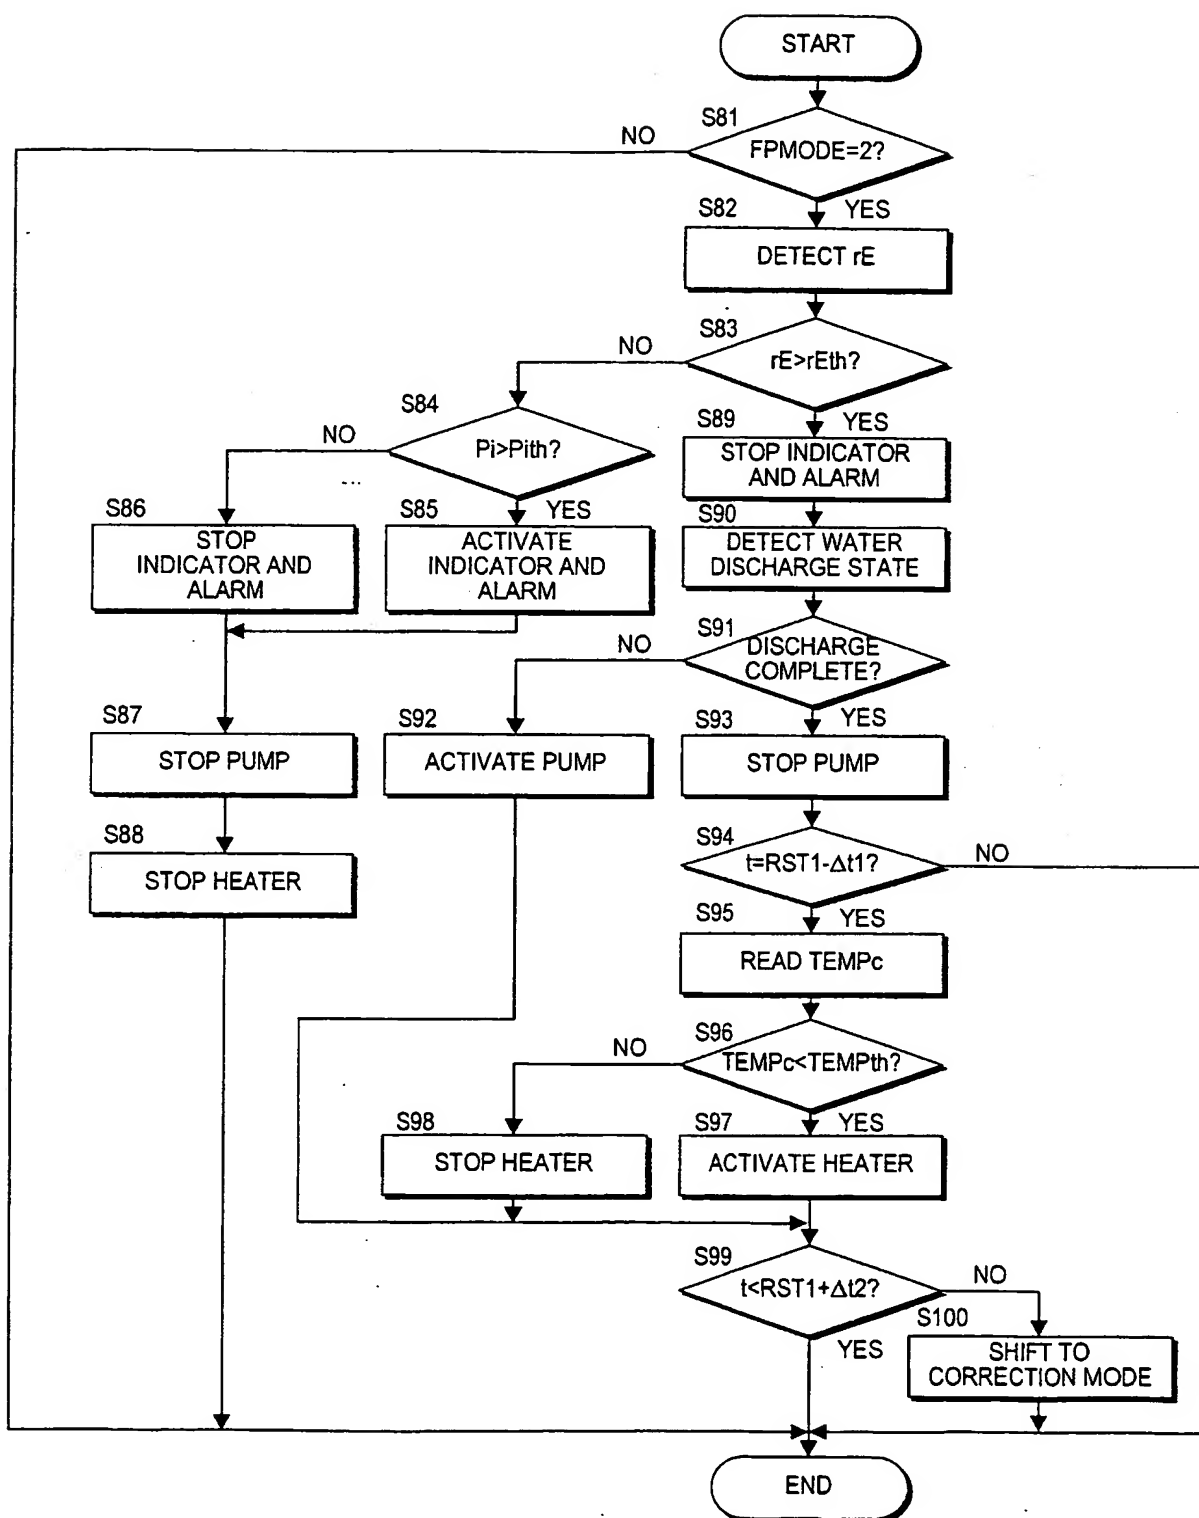 START
S81
NO
FPMODE=2?
YES
S82
DETECT rE
S83
NO
rE>rEth?
YES
S84
NO
Pi>Pith?
YES
S89
STOP INDICATOR
AND ALARM
S86
STOP
INDICATOR AND
ALARM
S85
ACTIVATE
INDICATOR AND
ALARM
S90
DETECT WATER
DISCHARGE STATE
S91
NO
DISCHARGE
COMPLETE?
YES
S87
STOP PUMP
S92
ACTIVATE PUMP
S93
STOP PUMP
S88
STOP HEATER
S94
t=RST1-Δt1?
NO
YES
S95
READ TEMPc
S96
NO
TEMPc<TEMPth?
YES
S98
STOP HEATER
S97
ACTIVATE HEATER
S99
t<RST1+Δt2?
NO
YES
S100
SHIFT TO
CORRECTION MODE
END